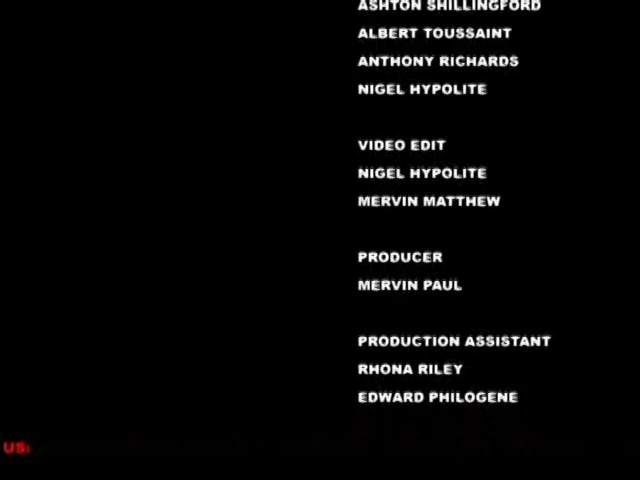 ASHTON SHILLINGFORD
ALBERT TOUSSAINT
ANTHONY RICHARDS
NIGEL HYPOLITE
VIDEO EDIT
NIGEL HYPOLITE
MERVIN MATTHEW
PRODUCER
MERVIN PAUL
PRODUCTION ASSISTANT
RHONA RILEY
EDWARD PHILOGENE
US: